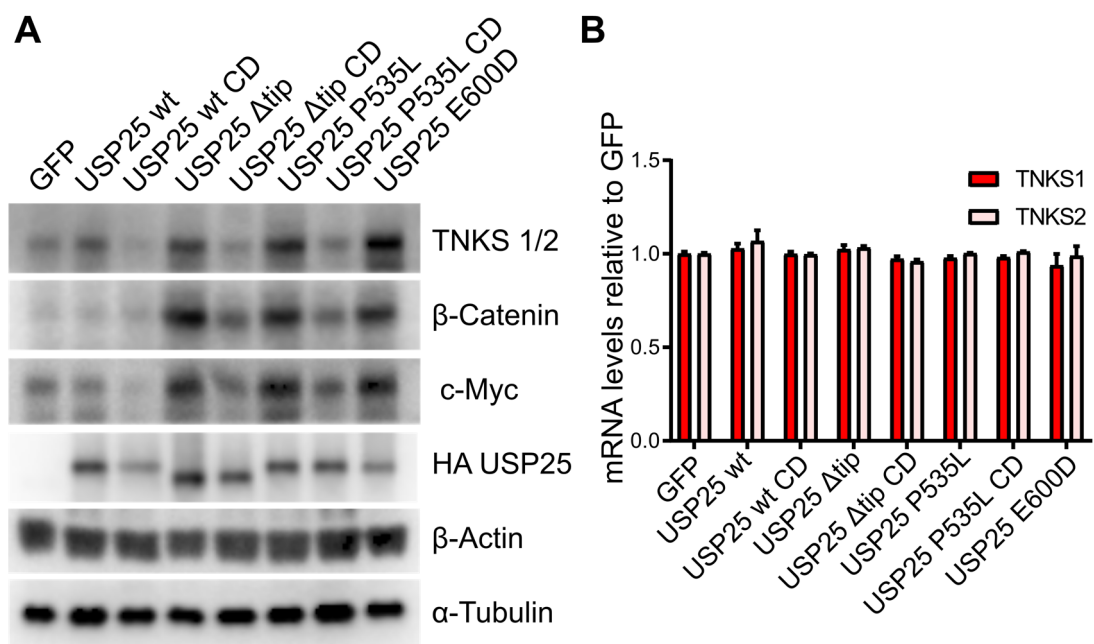 A
GFP
USP25 wt
USP25 wt CD
USP25 Δtip
USP25 Δtip CD
USP25 P535L
USP25 P535L CD
USP25 E600D
TNKS 1/2
β-Catenin
c-Myc
HA USP25
β-Actin
α-Tubulin
B
mRNA levels relative to GFP
1.5
1.0
0.5
0.0
TNKS1
TNKS2
GFP
USP25 wt
USP25 wt CD
USP25 Δtip
USP25 Δtip CD
USP25 P535L
USP25 P535L CD
USP25 E600D